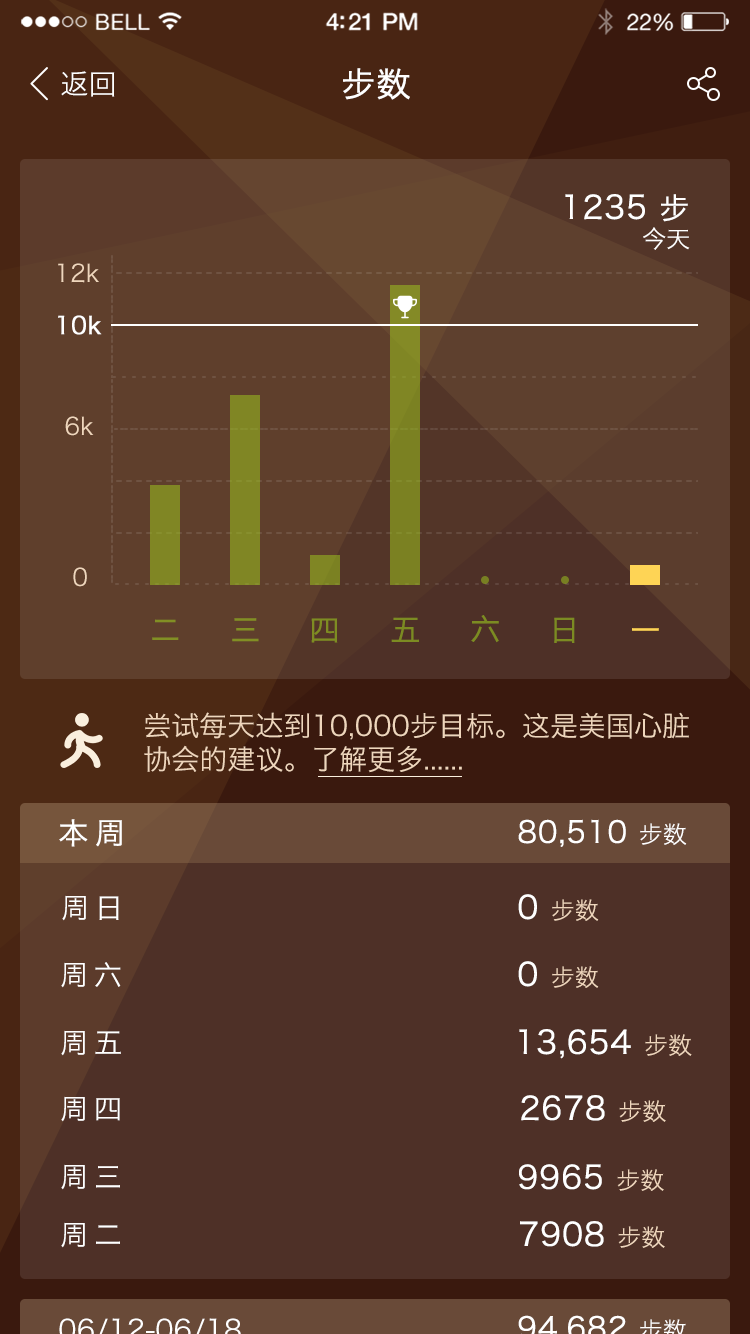 BELL 4:21 PM 22%
返回 步数
1235 步
今天
12k
10k
6k
0
二 三 四 五 六 日 一
尝试每天达到10,000步目标。这是美国心脏
协会的建议。了解更多......
本周 80,510 步数
周日 0 步数
周六 0 步数
周五 13,654 步数
周四 2678 步数
周三 9965 步数
周二 7908 步数
06/12-06/18 94,682 步数